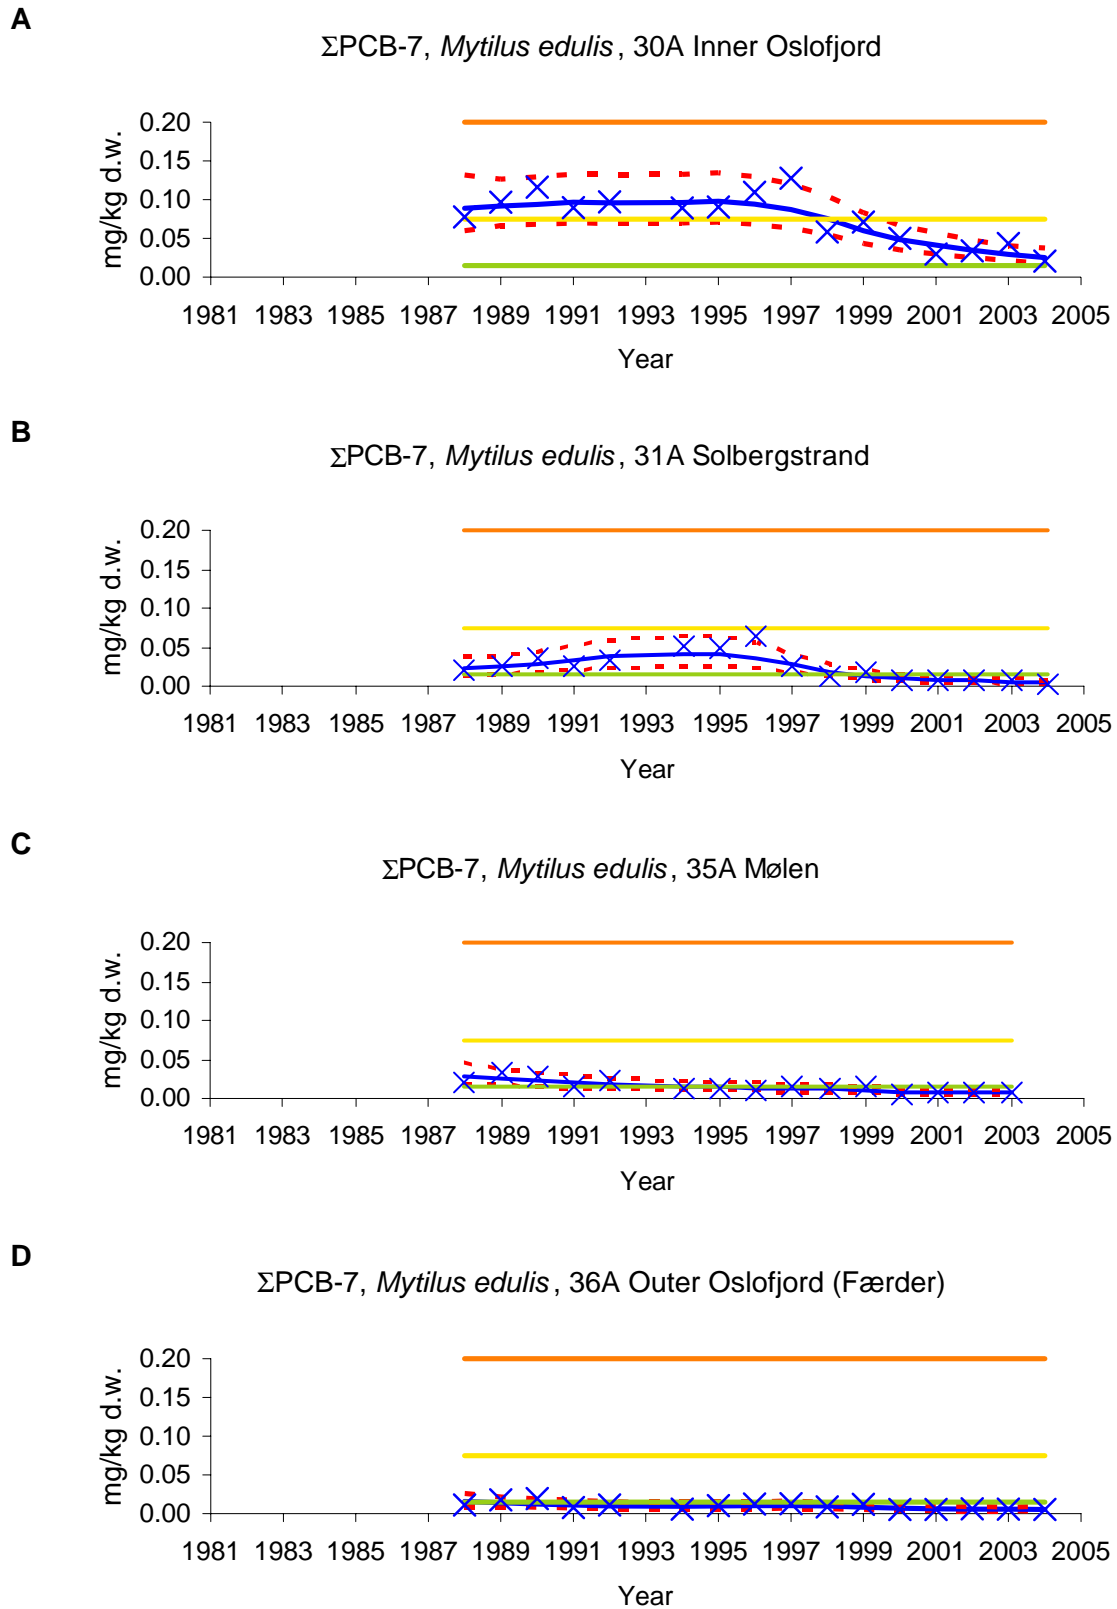 A
ΣPCB-7, Mytilus edulis, 30A Inner Oslofjord
mg/kg d.w.
0.20
0.15
0.10
0.05
0.00
1981 1983 1985 1987 1989 1991 1993 1995 1997 1999 2001 2003 2005
Year
B
ΣPCB-7, Mytilus edulis, 31A Solbergstrand
mg/kg d.w.
0.20
0.15
0.10
0.05
0.00
1981 1983 1985 1987 1989 1991 1993 1995 1997 1999 2001 2003 2005
Year
C
ΣPCB-7, Mytilus edulis, 35A Mølen
mg/kg d.w.
0.20
0.15
0.10
0.05
0.00
1981 1983 1985 1987 1989 1991 1993 1995 1997 1999 2001 2003 2005
Year
D
ΣPCB-7, Mytilus edulis, 36A Outer Oslofjord (Færder)
mg/kg d.w.
0.20
0.15
0.10
0.05
0.00
1981 1983 1985 1987 1989 1991 1993 1995 1997 1999 2001 2003 2005
Year